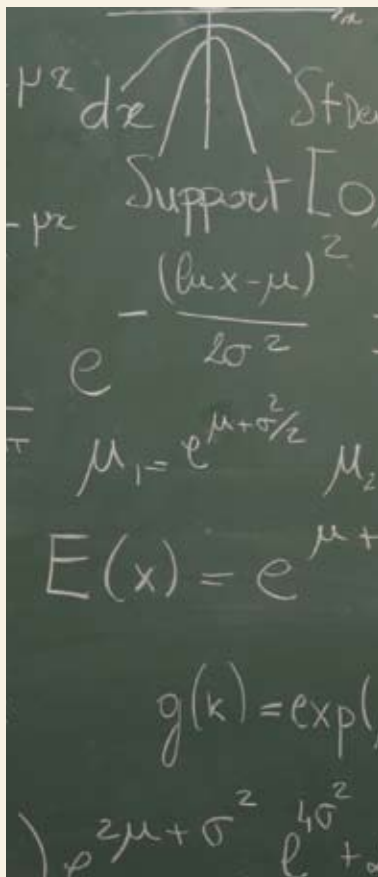 x
-μx dx StDe
Support [0,
-μx
e^-(ln x-μ)²/2σ²
π
μ₁=e^μ+σ²/2 μ₂
E(x)=e^μ+
g(k)=exp(
) e^2μ+σ² e^4σ² +